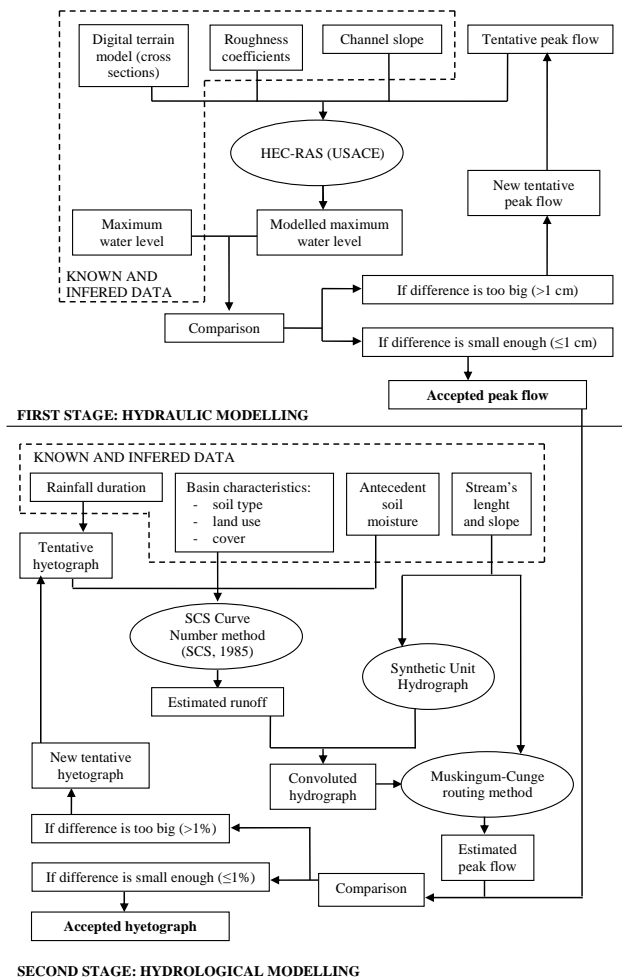 Digital terrain
model (cross
sections)
Roughness
coefficients
Channel slope
Tentative peak flow
HEC-RAS (USACE)
New tentative
peak flow
Maximum
water level
Modelled maximum
water level
KNOWN AND
INFERED DATA
If difference is too big (>1 cm)
Comparison
If difference is small enough (≤1 cm)
Accepted peak flow
FIRST STAGE: HYDRAULIC MODELLING
KNOWN AND INFERED DATA
Rainfall duration
Basin characteristics:
- soil type
- land use
- cover
Antecedent
soil
moisture
Stream's
lenght and slope
Tentative
hyetograph
SCS Curve
Number method
(SCS, 1985)
Synthetic Unit
Hydrograph
Estimated runoff
New tentative
hyetograph
Convoluted
hydrograph
Muskingum-Cunge
routing method
If difference is too big (>1%)
Estimated
peak flow
If difference is small enough (≤1%)
Comparison
Accepted hyetograph
SECOND STAGE: HYDROLOGICAL MODELLING